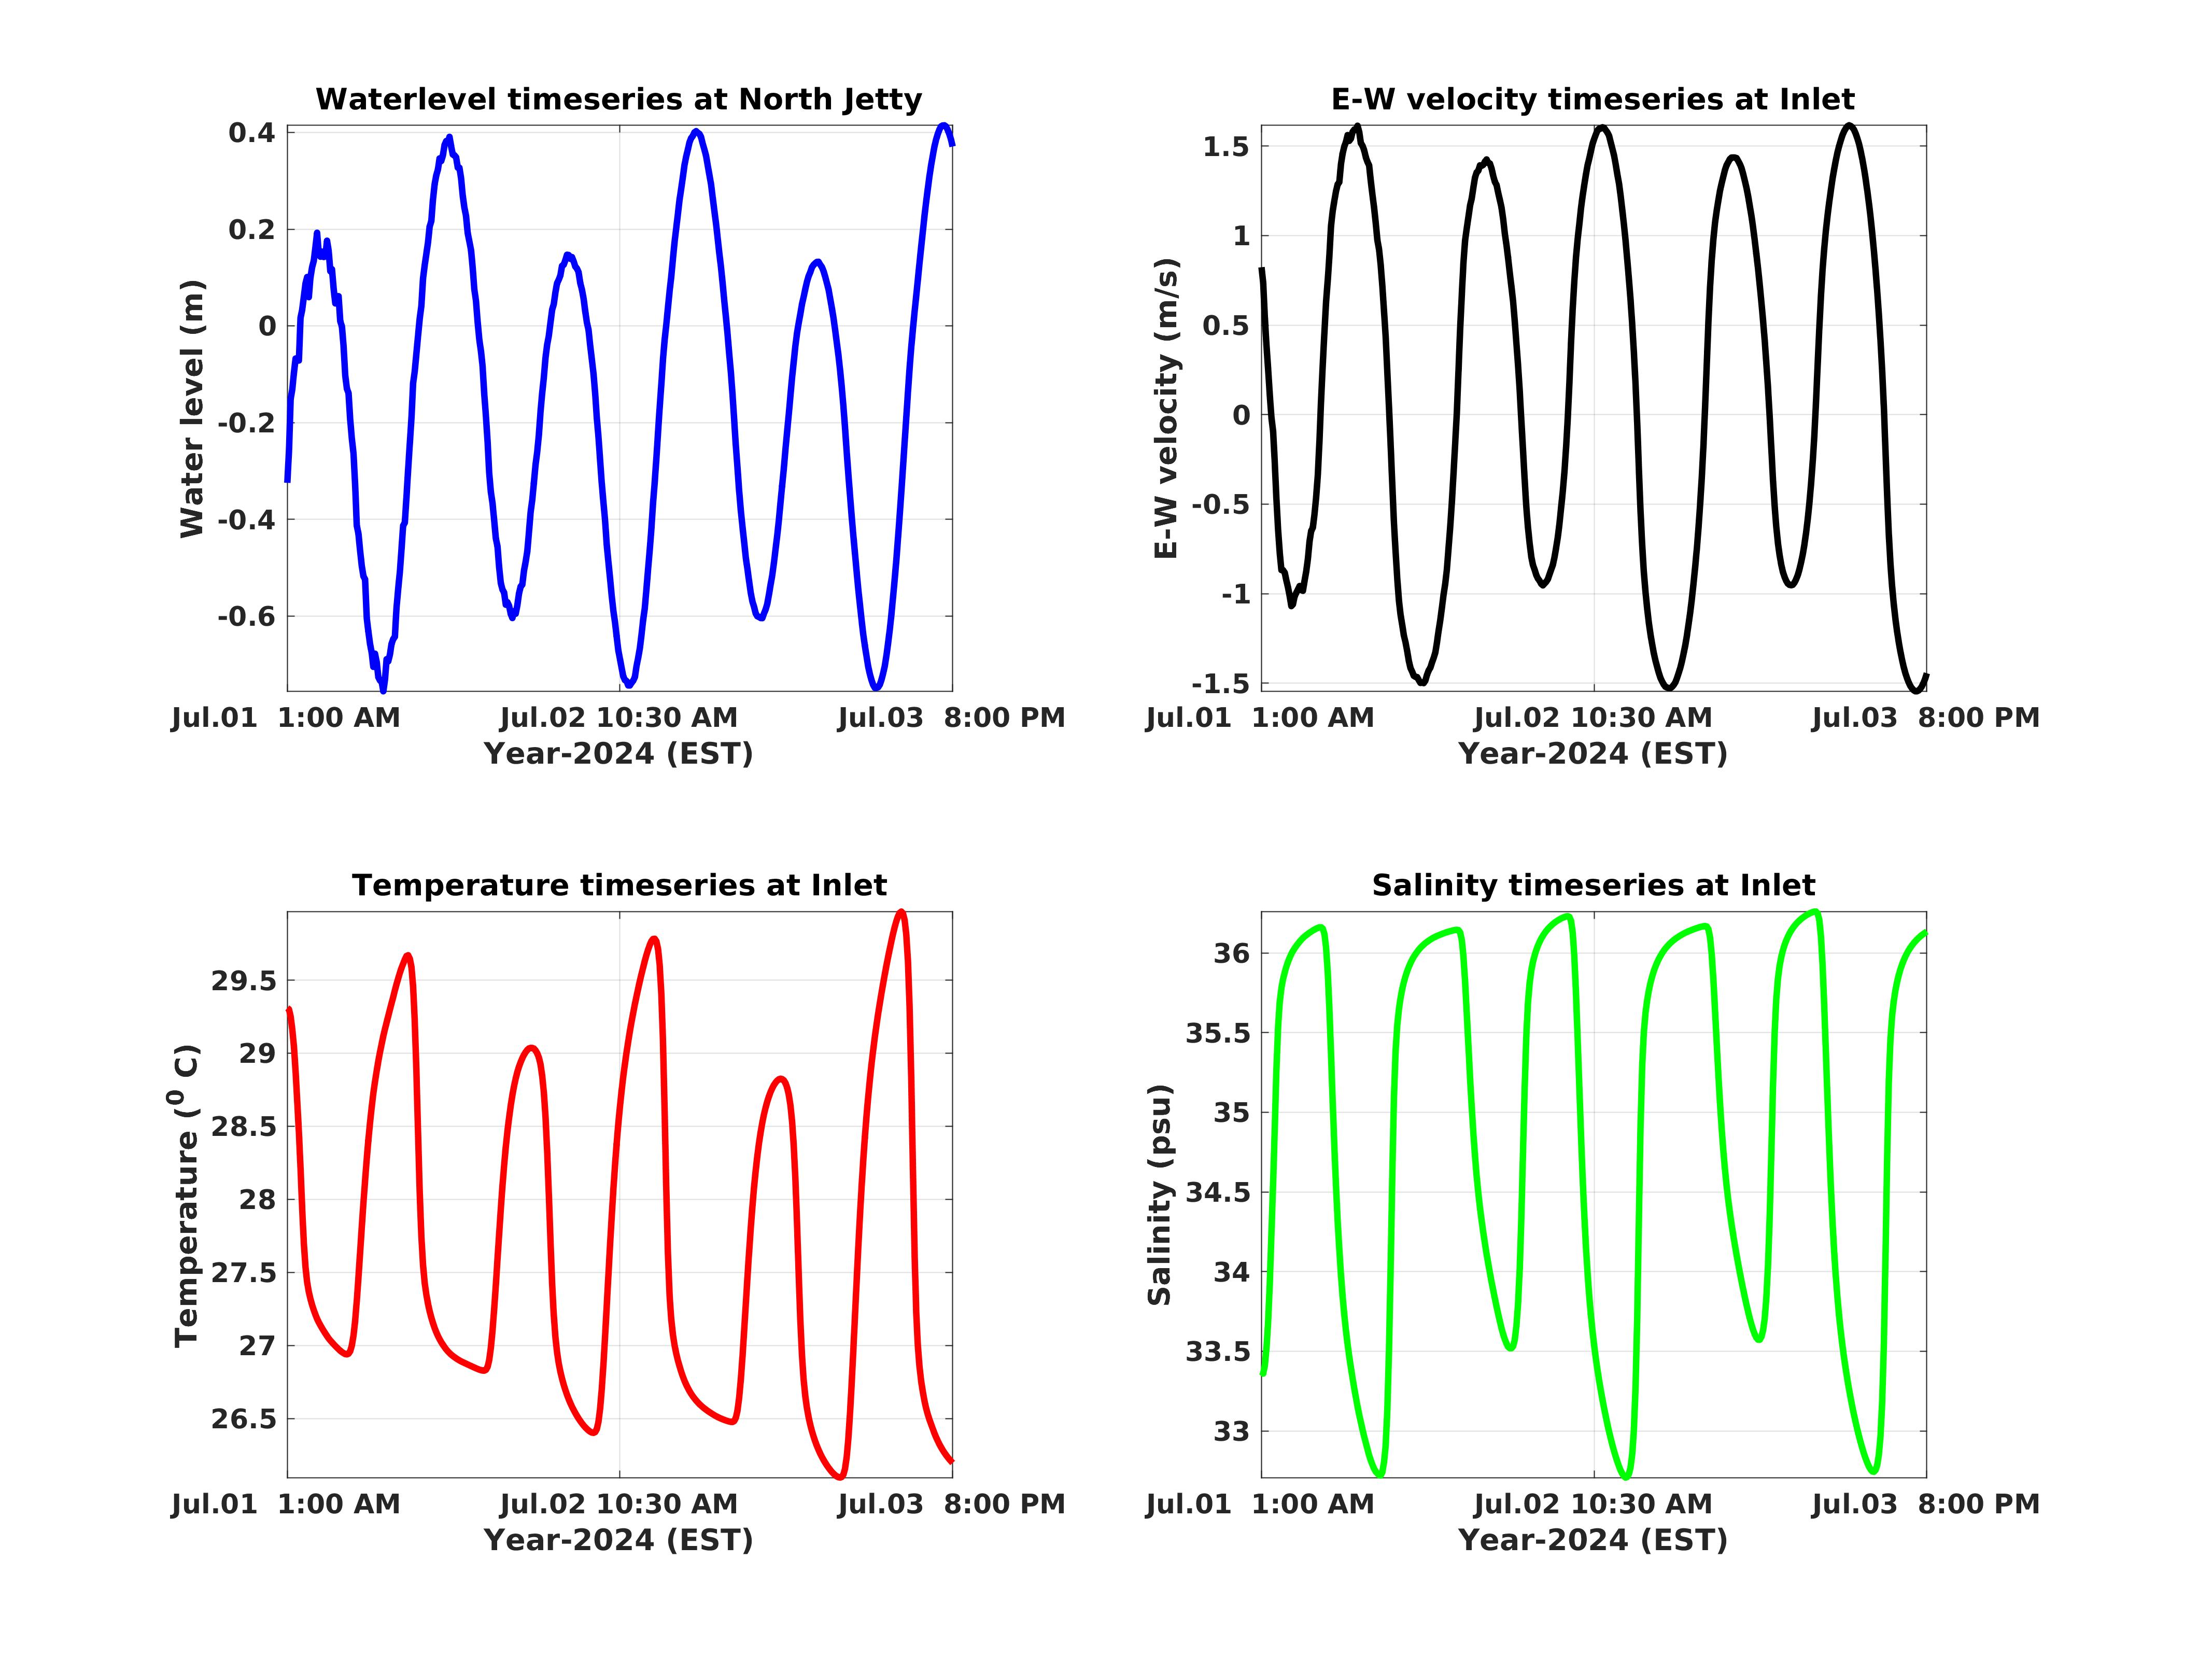 Waterlevel timeseries at North Jetty
0.4
0.2
0
-0.2
-0.4
-0.6
Water level (m)
Jul.01 1:00 AM
Jul.02 10:30 AM
Jul.03 8:00 PM
Year-2024 (EST)
E-W velocity timeseries at Inlet
1.5
1
0.5
0
-0.5
-1
-1.5
E-W velocity (m/s)
Jul.01 1:00 AM
Jul.02 10:30 AM
Jul.03 8:00 PM
Year-2024 (EST)
Temperature timeseries at Inlet
29.5
29
28.5
28
27.5
27
26.5
Temperature (⁰ C)
Jul.01 1:00 AM
Jul.02 10:30 AM
Jul.03 8:00 PM
Year-2024 (EST)
Salinity timeseries at Inlet
36
35.5
35
34.5
34
33.5
33
Salinity (psu)
Jul.01 1:00 AM
Jul.02 10:30 AM
Jul.03 8:00 PM
Year-2024 (EST)